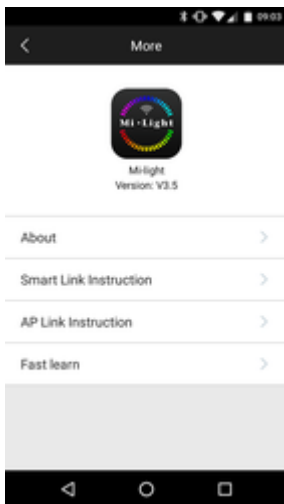 09:03
More
Mi·Light
Mi-light
Version: V3.5
About
Smart Link Instruction
AP Link Instruction
Fast learn